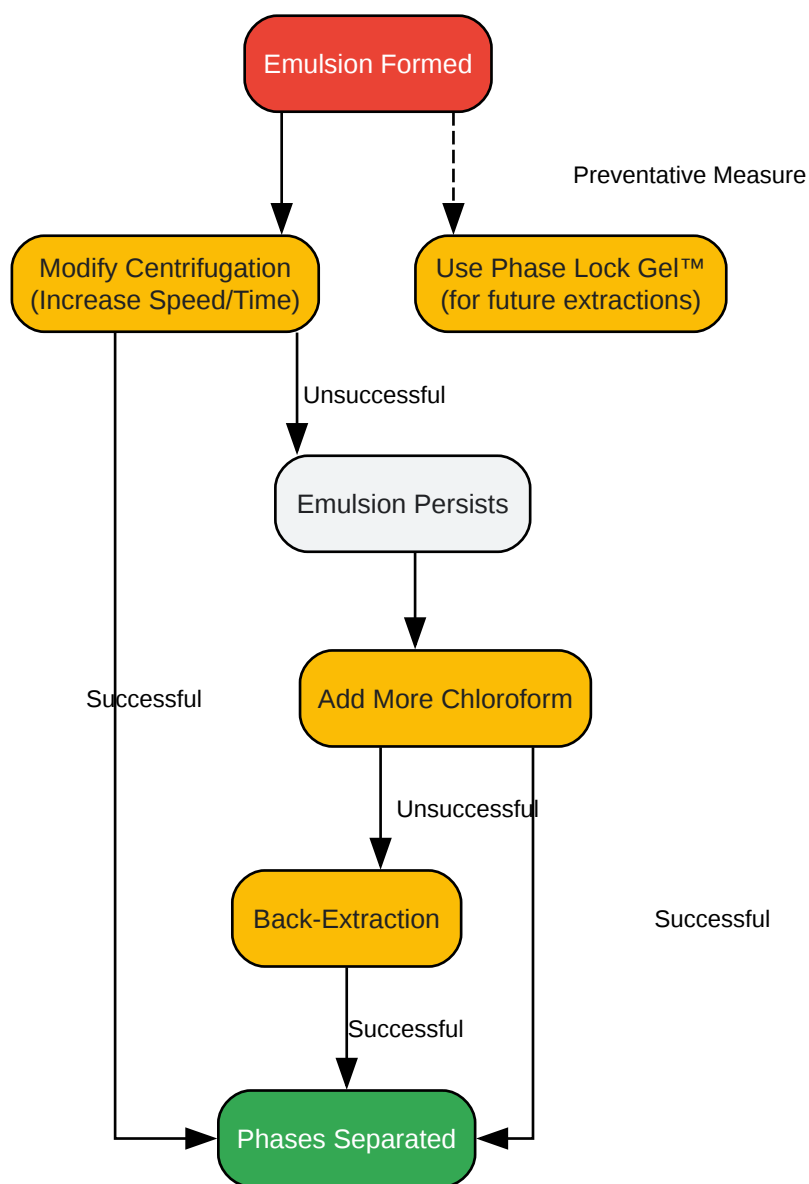 Emulsion Formed
Preventative Measure
Modify Centrifugation
(Increase Speed/Time)
Use Phase Lock Gel™
(for future extractions)
Unsuccessful
Emulsion Persists
Successful
Add More Chloroform
Unsuccessful
Back-Extraction
Successful
Successful
Phases Separated